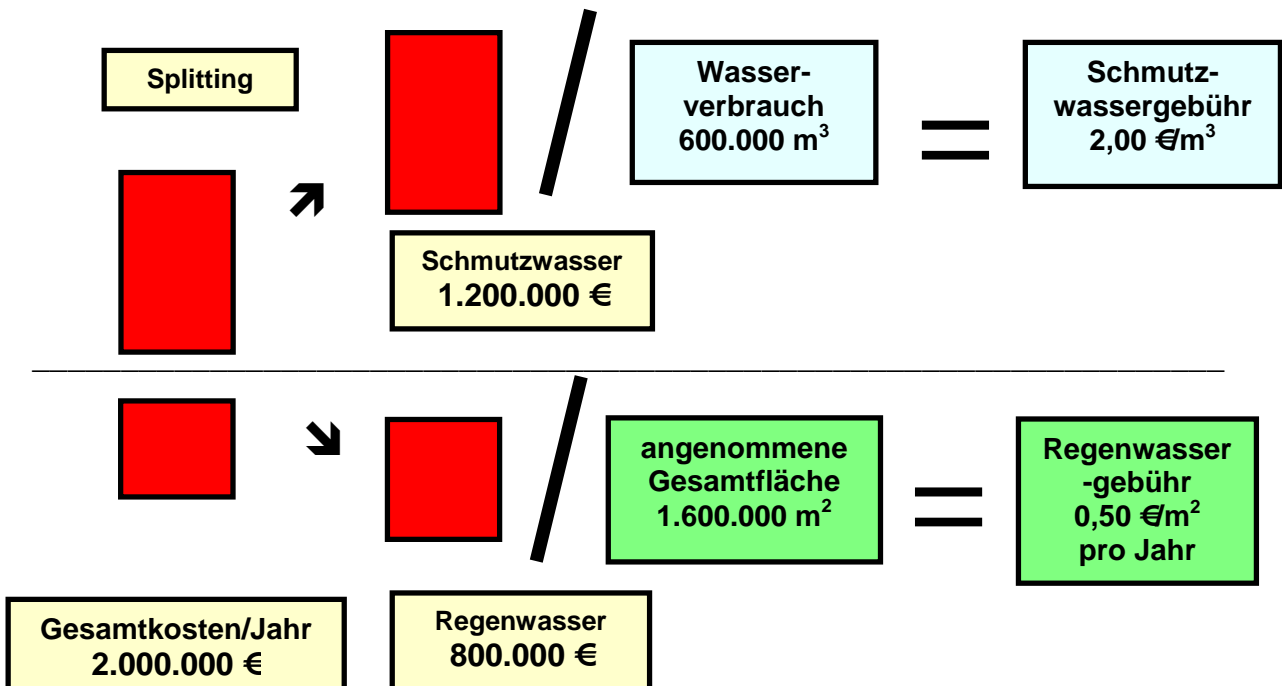 Splitting
Wasser-
verbrauch
600.000 m³
Schmutz-
wassergebühr
2,00 €/m³
Schmutzwasser
1.200.000 €
angenommene
Gesamtfläche
1.600.000 m²
Regenwasser
-gebühr
0,50 €/m²
pro Jahr
Gesamtkosten/Jahr
2.000.000 €
Regenwasser
800.000 €